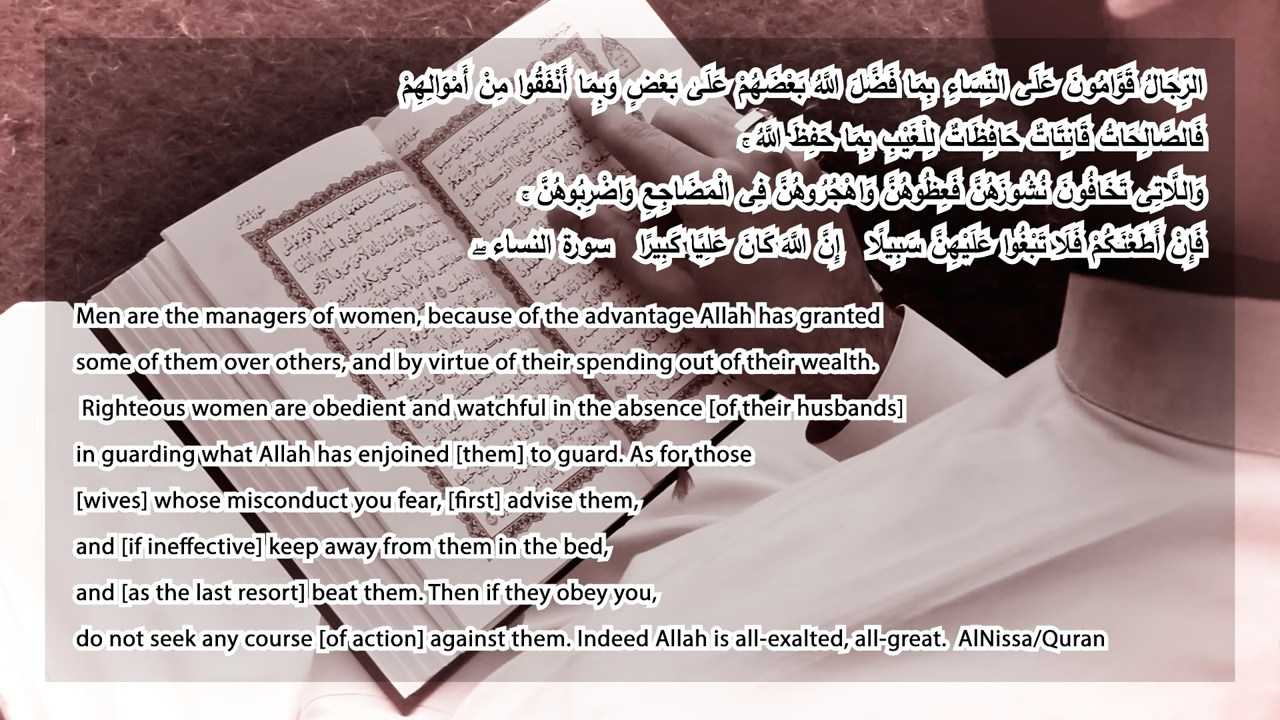 الرِّجَالُ قَوَّامُونَ عَلَى النِّسَاءِ بِمَا فَضَّلَ اللَّهُ بَعْضَهُمْ عَلَىٰ بَعْضٍ وَبِمَا أَنْفَقُوا مِنْ أَمْوَالِهِمْ
فَالصَّالِحَاتُ قَانِتَاتٌ حَافِظَاتٌ لِلْغَيْبِ بِمَا حَفِظَ اللَّهُ ۚ
وَاللَّاتِي تَخَافُونَ نُشُوزَهُنَّ فَعِظُوهُنَّ وَاهْجُرُوهُنَّ فِي الْمَضَاجِعِ وَاضْرِبُوهُنَّ ۚ
فَإِنْ أَطَعْنَكُمْ فَلَا تَبْغُوا عَلَيْهِنَّ سَبِيلًا إِنَّ اللَّهَ كَانَ عَلِيًّا كَبِيرًا سورة النساء
Men are the managers of women, because of the advantage Allah has granted
some of them over others, and by virtue of their spending out of their wealth.
Righteous women are obedient and watchful in the absence [of their husbands]
in guarding what Allah has enjoined [them] to guard. As for those
[wives] whose misconduct you fear, [first] advise them,
and [if ineffective] keep away from them in the bed,
and [as the last resort] beat them. Then if they obey you,
do not seek any course [of action] against them. Indeed Allah is all-exalted, all-great. AlNissa/Quran